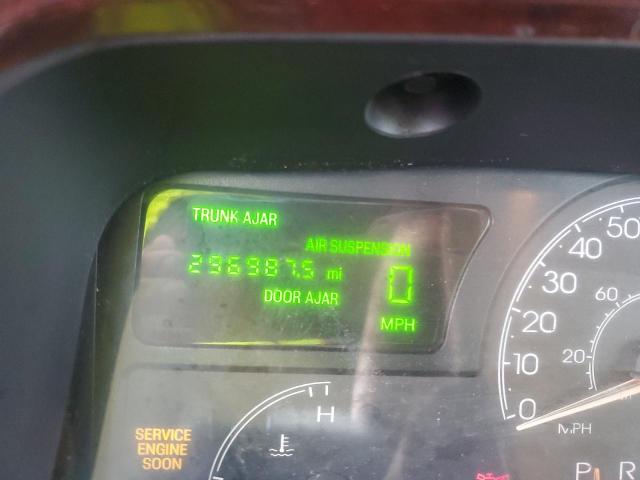 TRUNK AJAR
AIR SUSPENSION
296987.5 mi
0
DOOR AJAR
MPH
50
40
30
20
10
0
60
20
MPH
H
SERVICE
ENGINE
SOON
P R